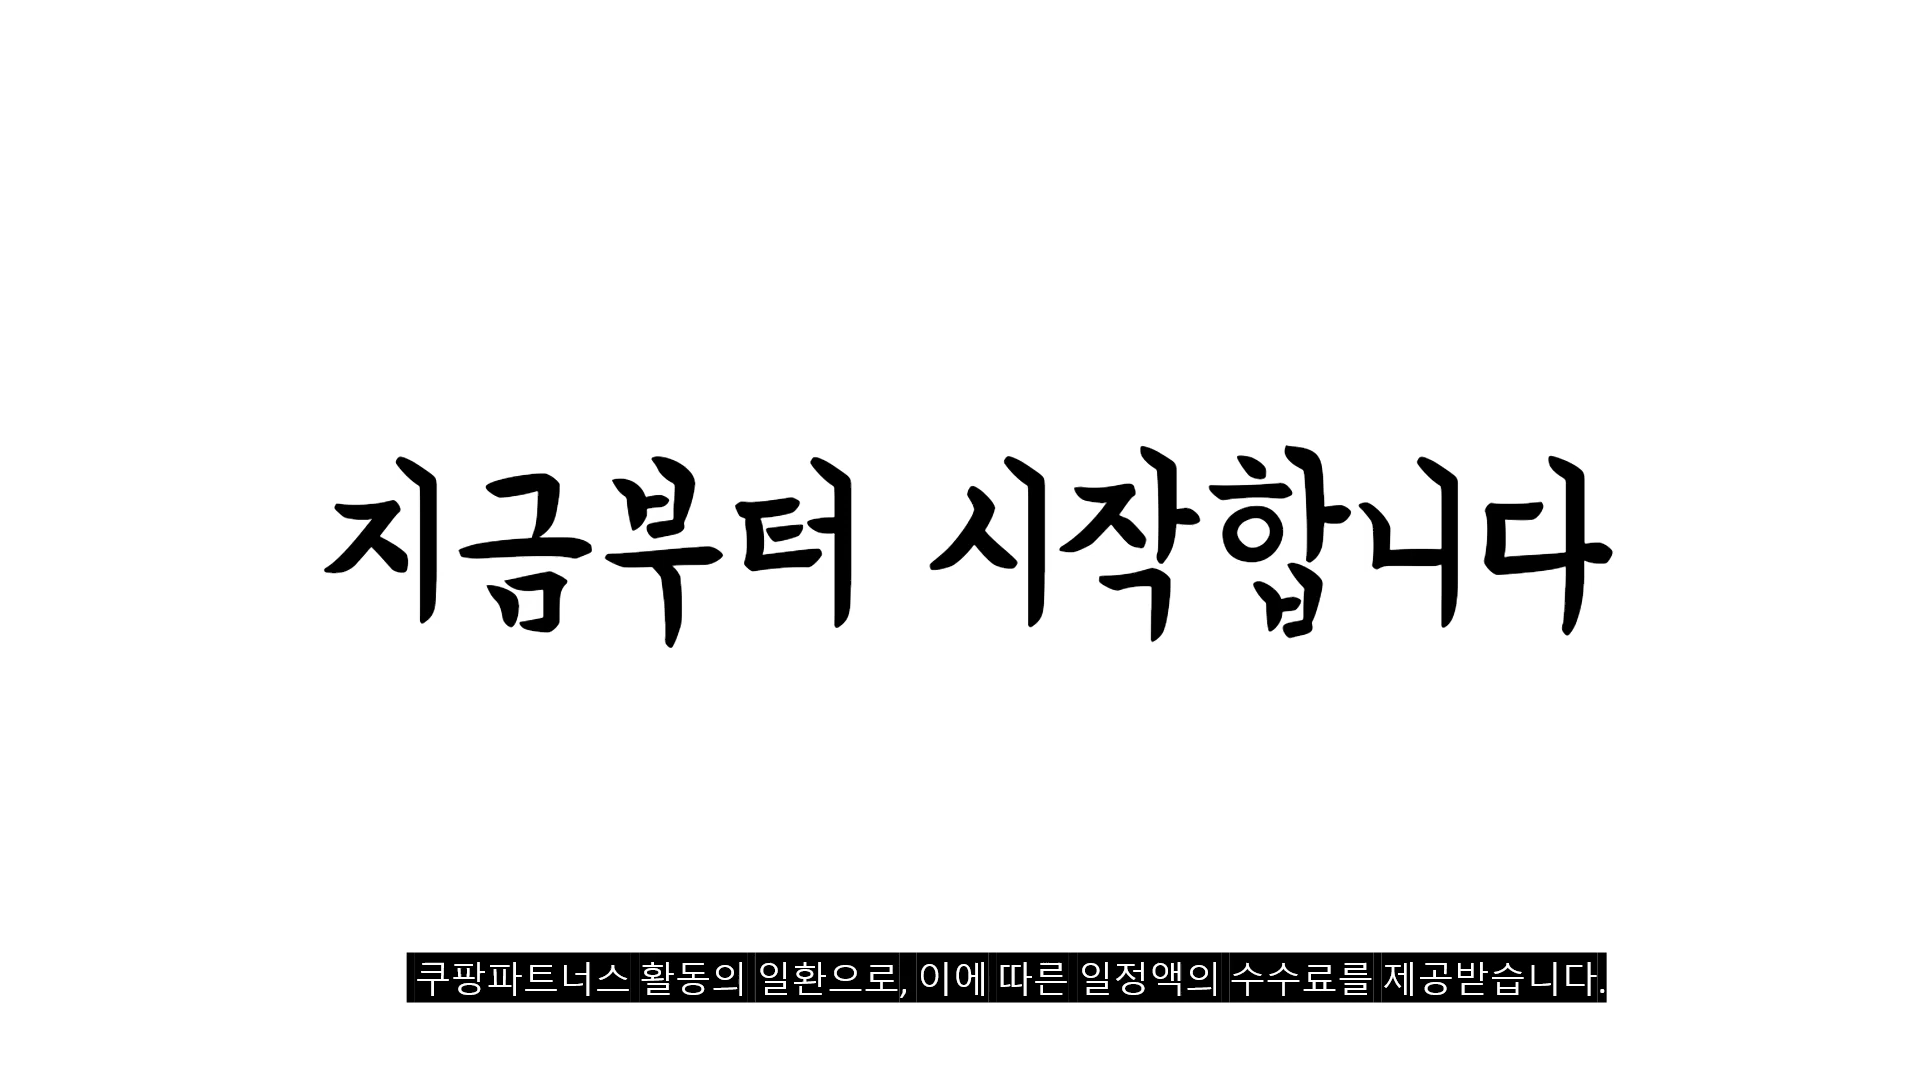 지금부터 시작합니다
쿠팡파트너스 활동의 일환으로, 이에 따른 일정액의 수수료를 제공받습니다.